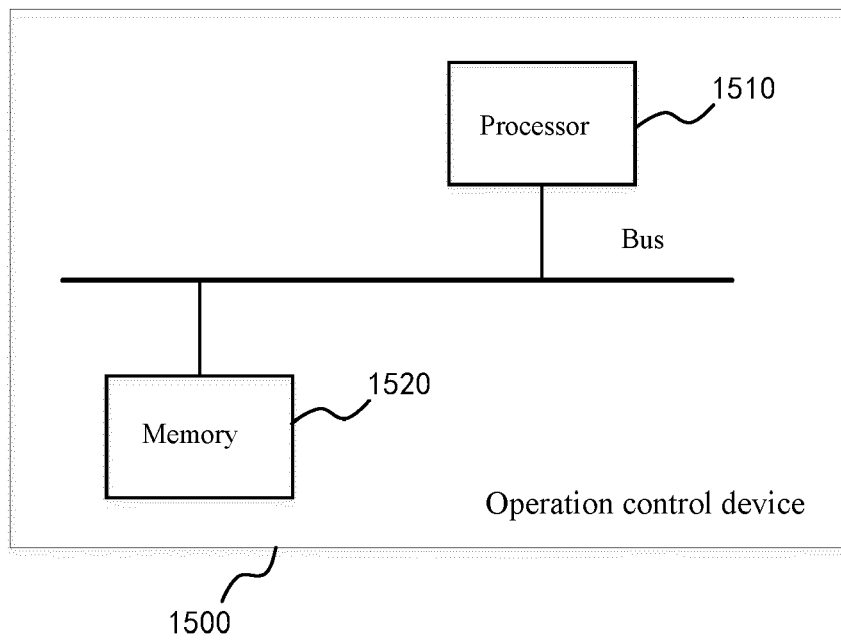 1510
Processor
Bus
1520
Memory
Operation control device
1500